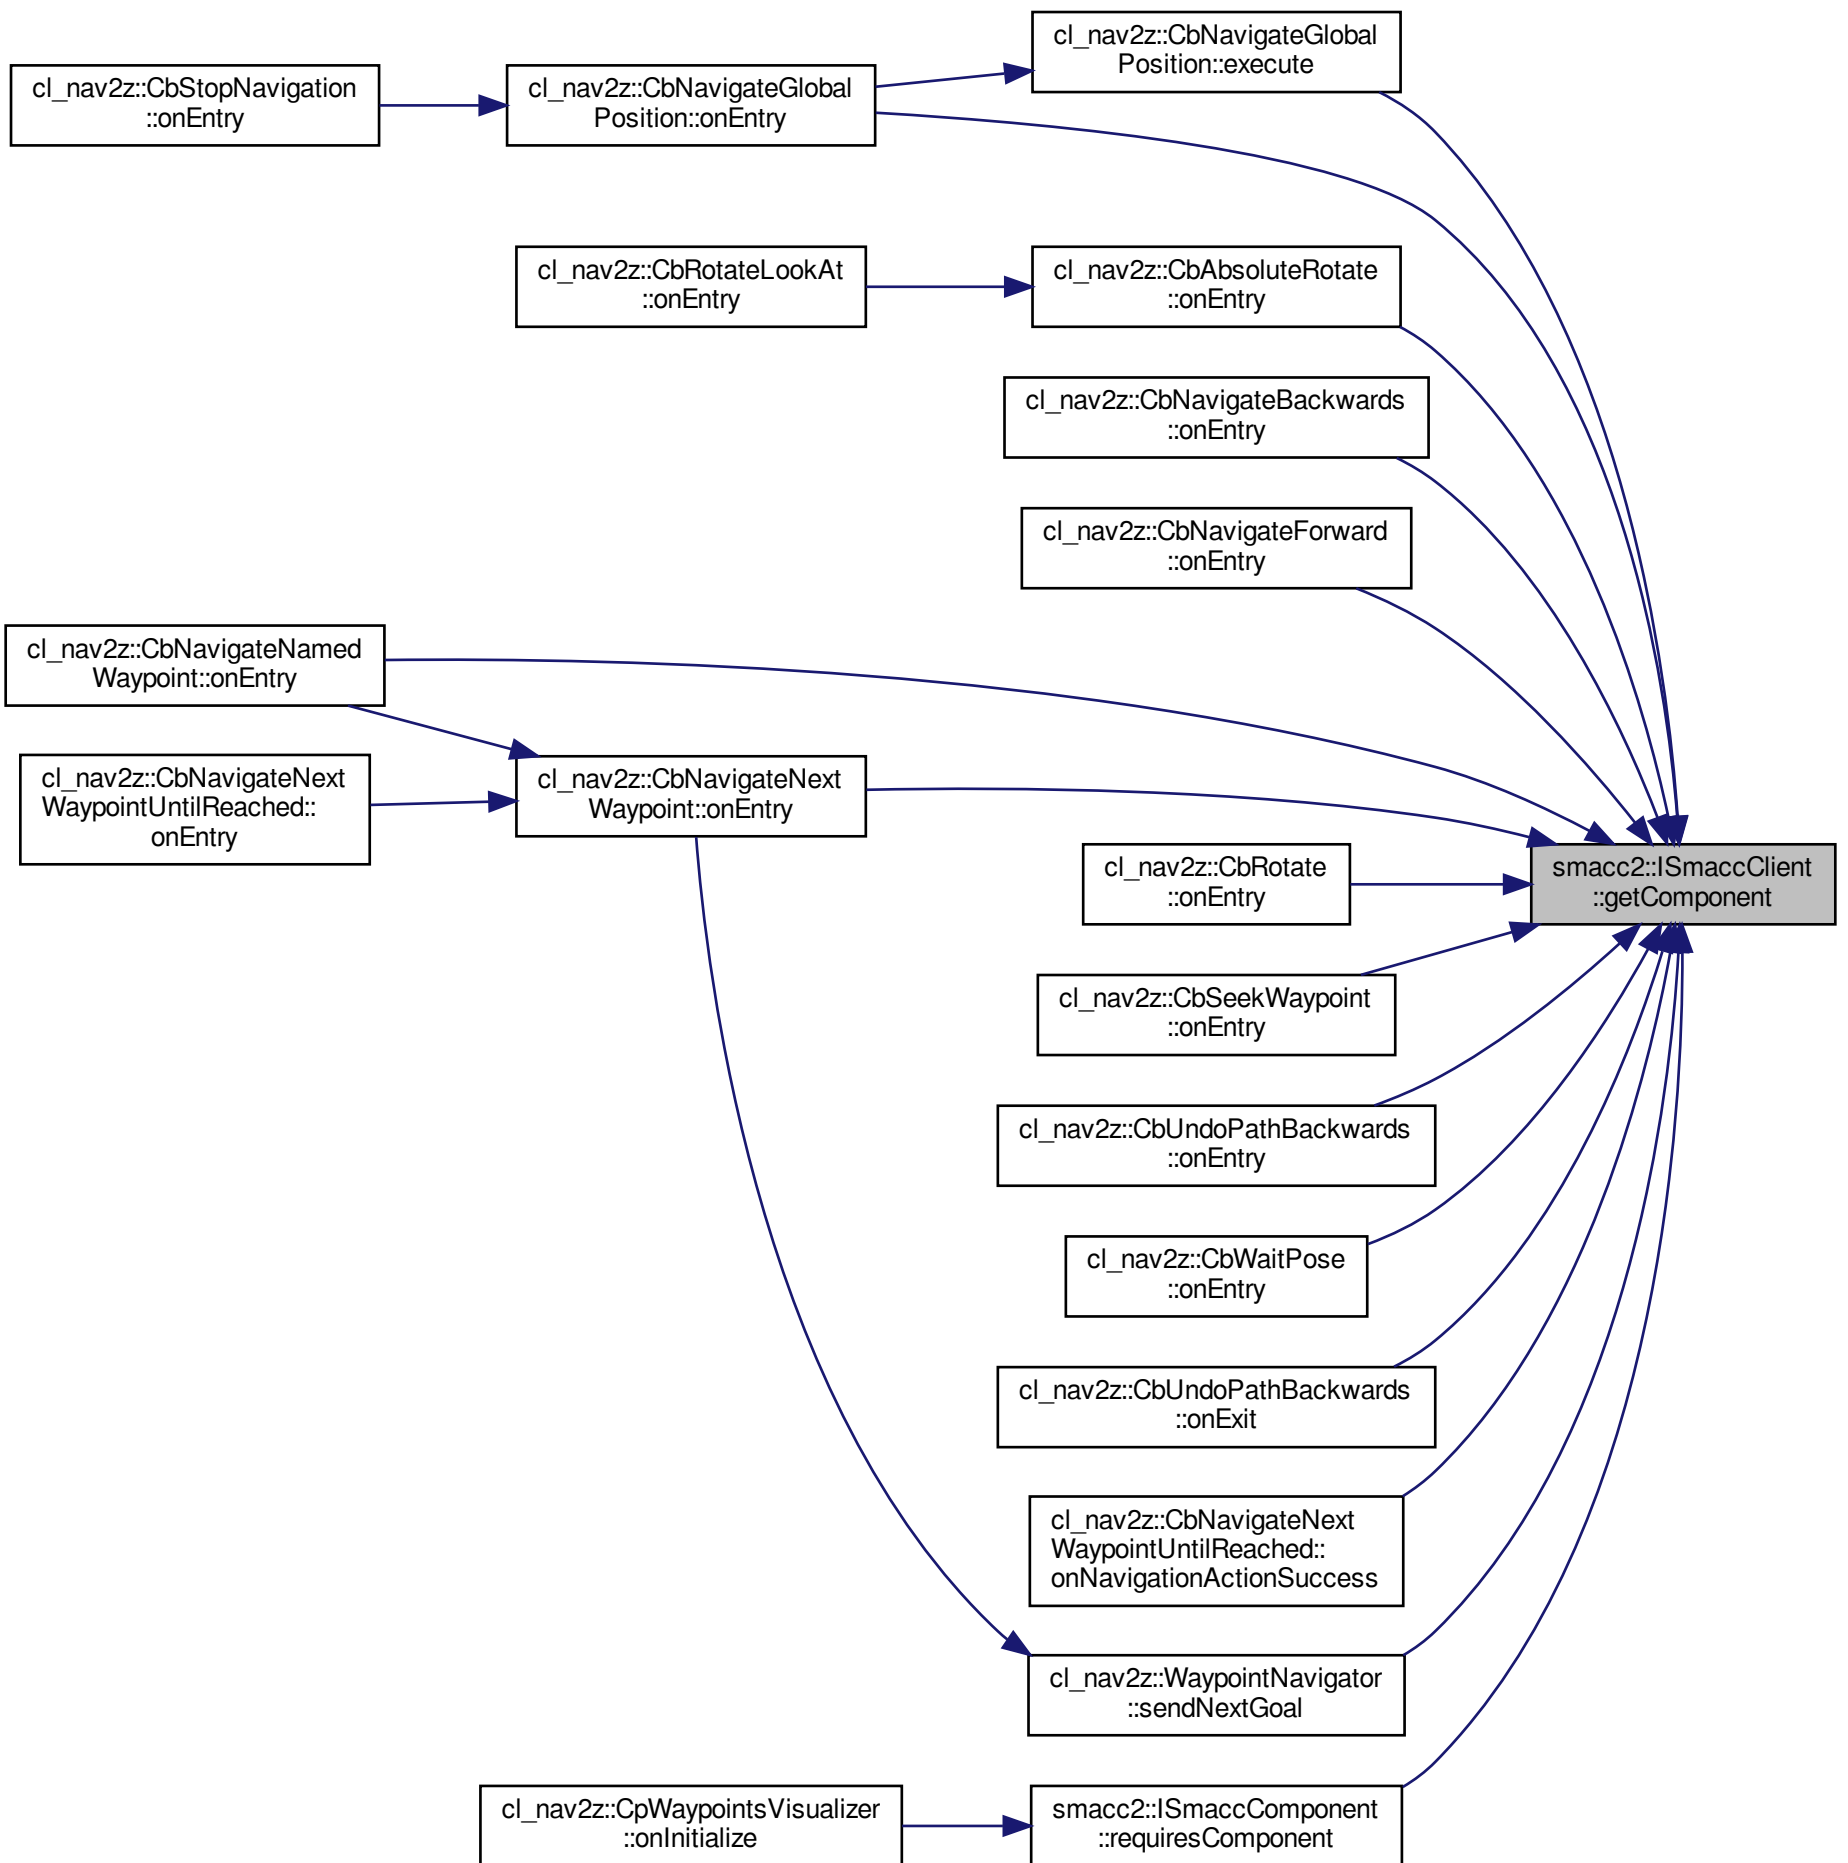 cl_nav2z::CbNavigateGlobal
Position::execute
cl_nav2z::CbStopNavigation
::onEntry
cl_nav2z::CbNavigateGlobal
Position::onEntry
cl_nav2z::CbRotateLookAt
::onEntry
cl_nav2z::CbAbsoluteRotate
::onEntry
cl_nav2z::CbNavigateBackwards
::onEntry
cl_nav2z::CbNavigateForward
::onEntry
cl_nav2z::CbNavigateNamed
Waypoint::onEntry
cl_nav2z::CbNavigateNext
WaypointUntilReached::
onEntry
cl_nav2z::CbNavigateNext
Waypoint::onEntry
cl_nav2z::CbRotate
::onEntry
smacc2::ISmaccClient
::getComponent
cl_nav2z::CbSeekWaypoint
::onEntry
cl_nav2z::CbUndoPathBackwards
::onEntry
cl_nav2z::CbWaitPose
::onEntry
cl_nav2z::CbUndoPathBackwards
::onExit
cl_nav2z::CbNavigateNext
WaypointUntilReached::
onNavigationActionSuccess
cl_nav2z::WaypointNavigator
::sendNextGoal
cl_nav2z::CpWaypointsVisualizer
::onInitialize
smacc2::ISmaccComponent
::requiresComponent